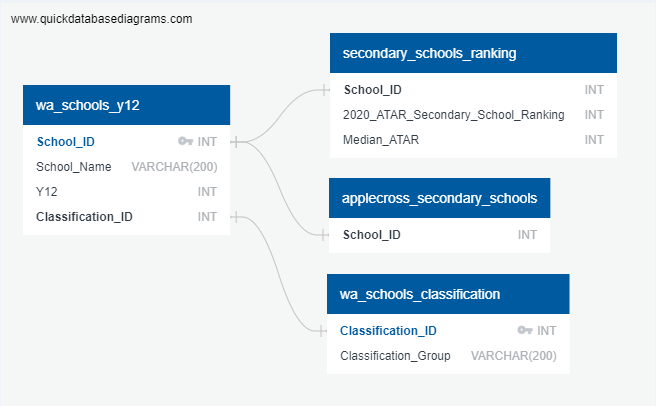 www.quickdatabasediagrams.com
wa_schools_y12
School_ID INT
School_Name VARCHAR(200)
Y12 INT
Classification_ID INT
secondary_schools_ranking
School_ID INT
2020_ATAR_Secondary_School_Ranking INT
Median_ATAR INT
applecross_secondary_schools
School_ID INT
wa_schools_classification
Classification_ID INT
Classification_Group VARCHAR(200)